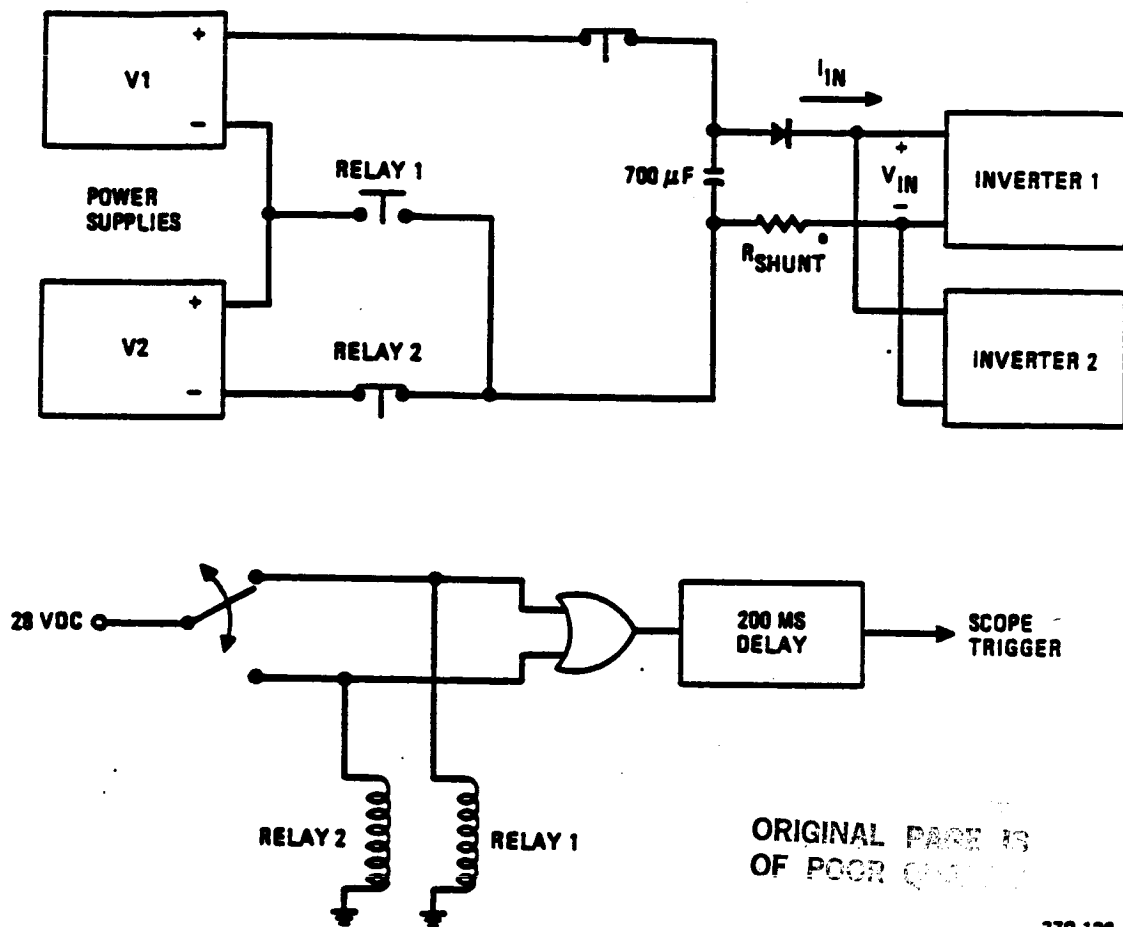 +
V1
−
I_IN
RELAY 1
700 µF
+
V_IN
−
INVERTER 1
POWER
SUPPLIES
R_SHUNT
*
+
V2
−
RELAY 2
INVERTER 2
28 VDC
200 MS
DELAY
SCOPE
TRIGGER
RELAY 2
RELAY 1
ORIGINAL PAGE IS
OF POOR